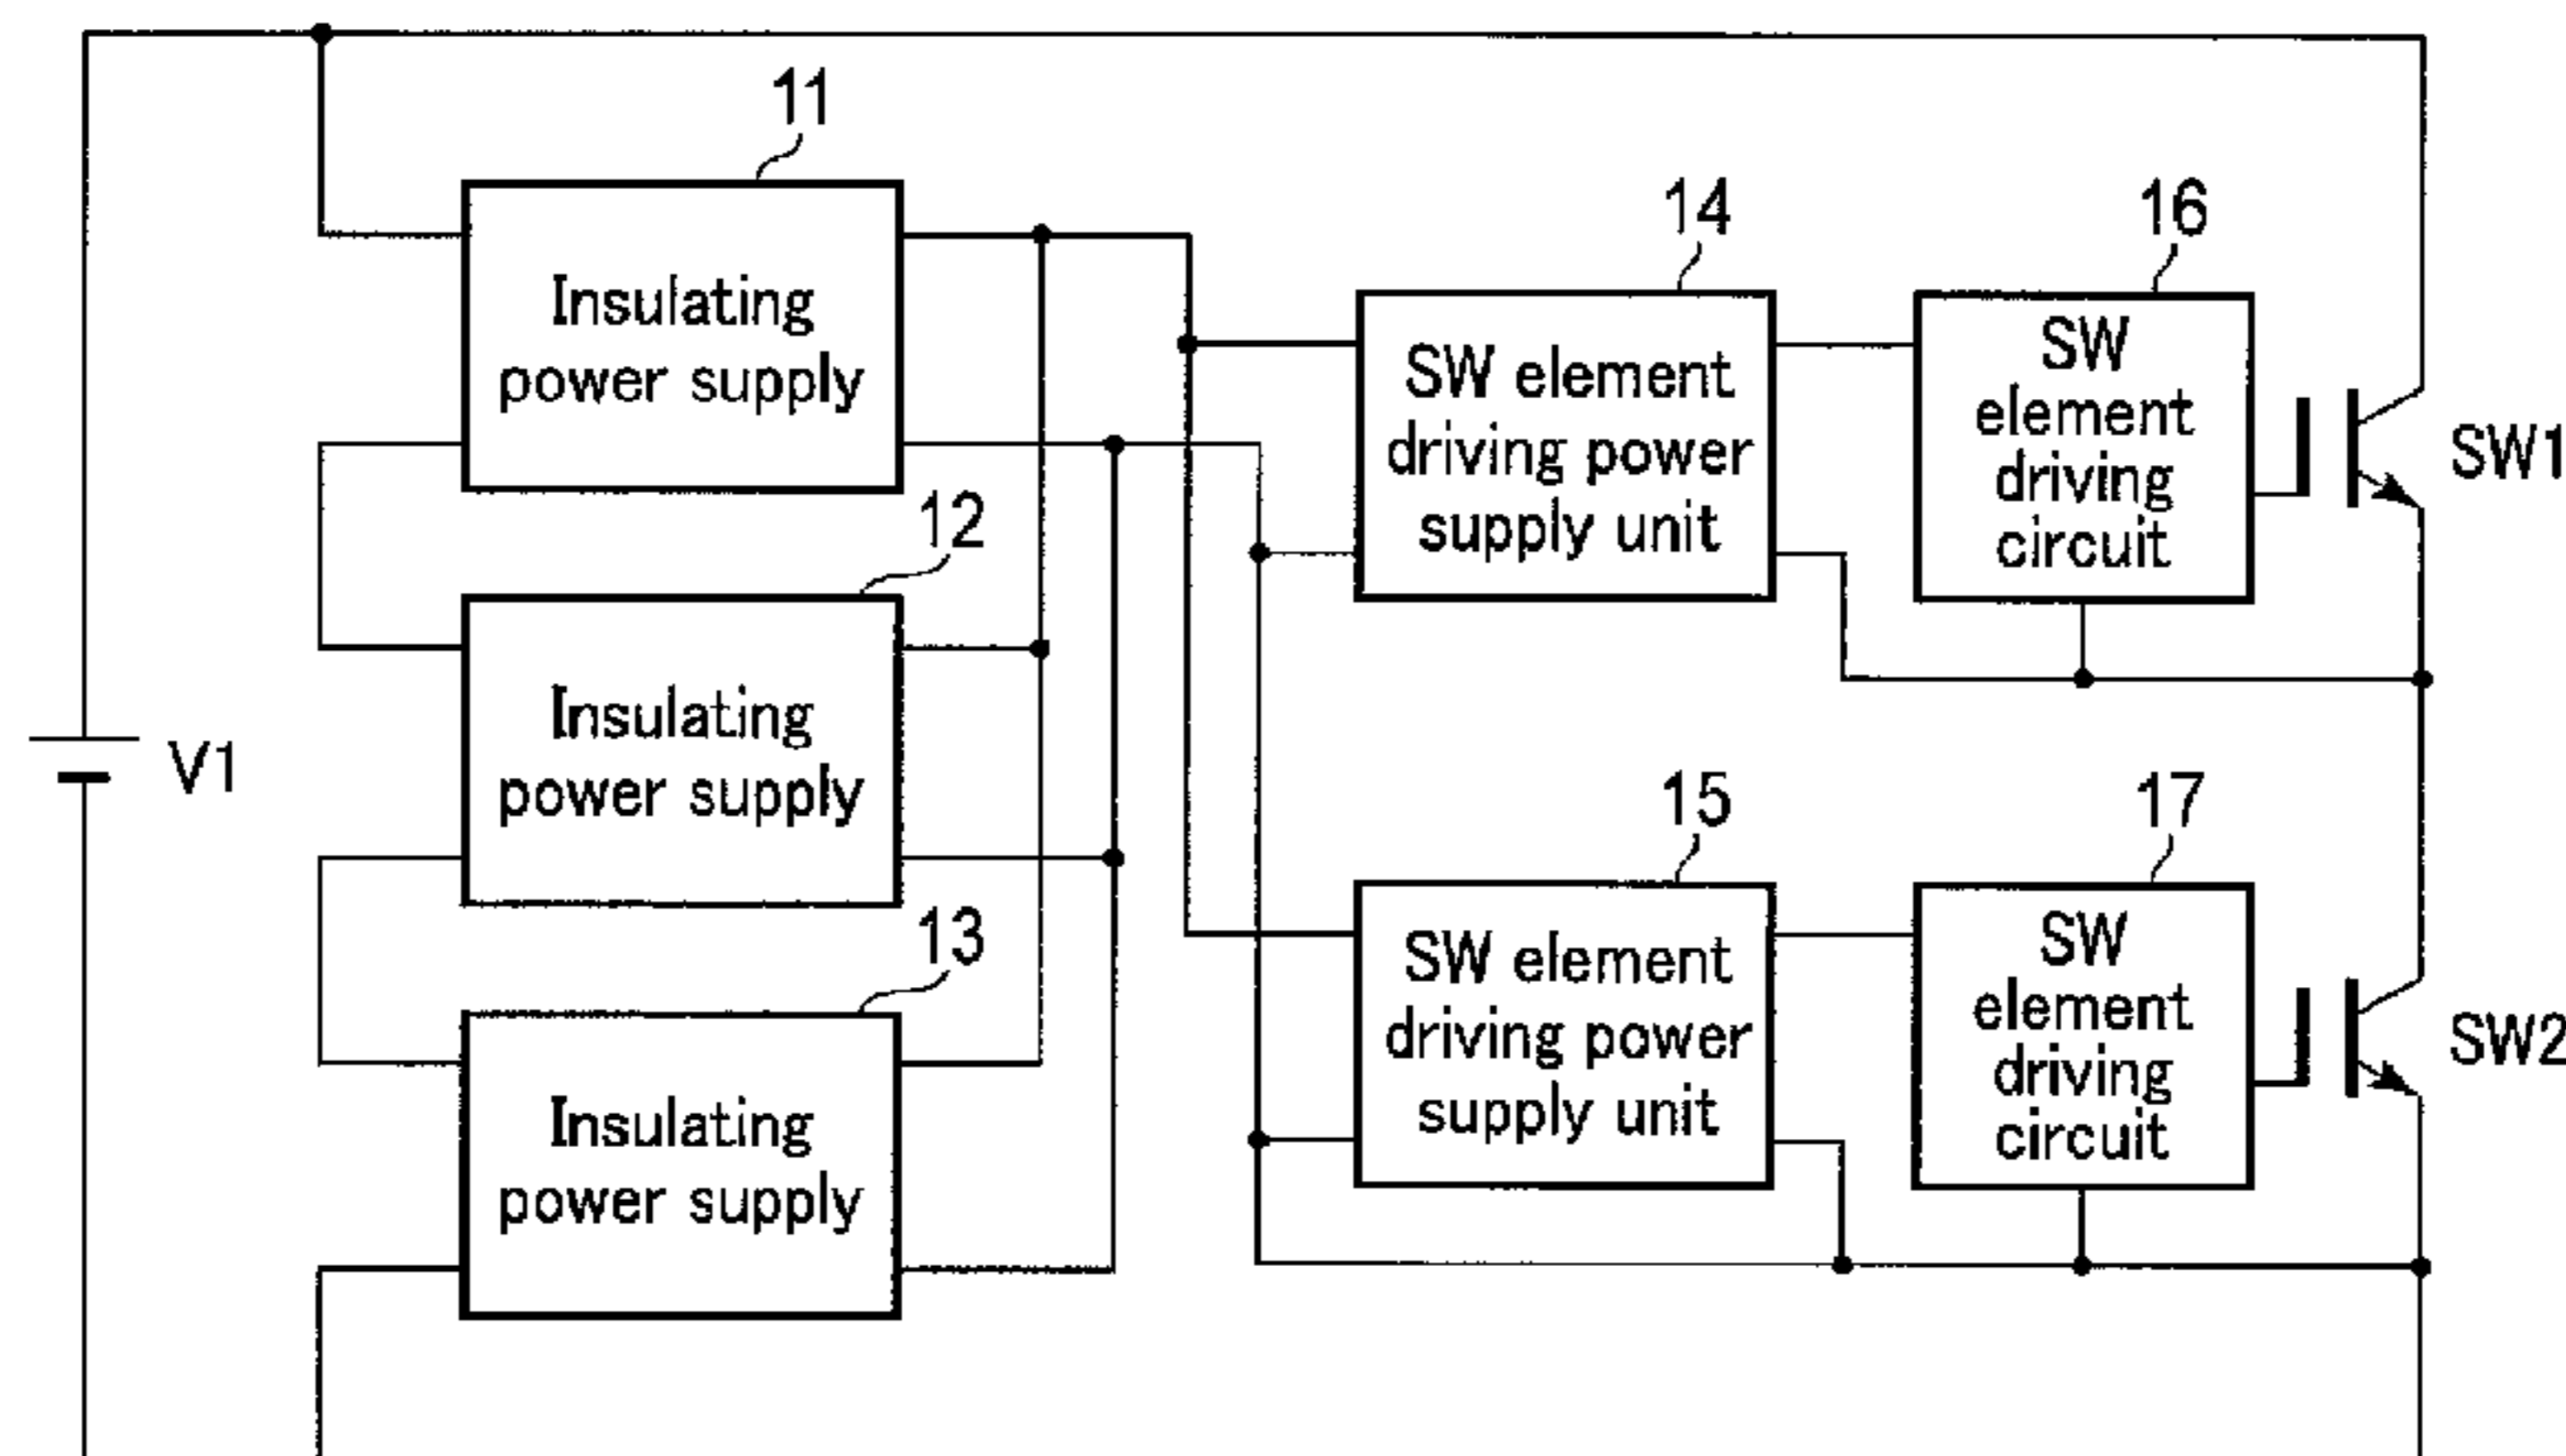 11
Insulating
power supply
12
Insulating
power supply
13
Insulating
power supply
V1
14
SW element
driving power
supply unit
16
SW
element
driving
circuit
SW1
15
SW element
driving power
supply unit
17
SW
element
driving
circuit
SW2